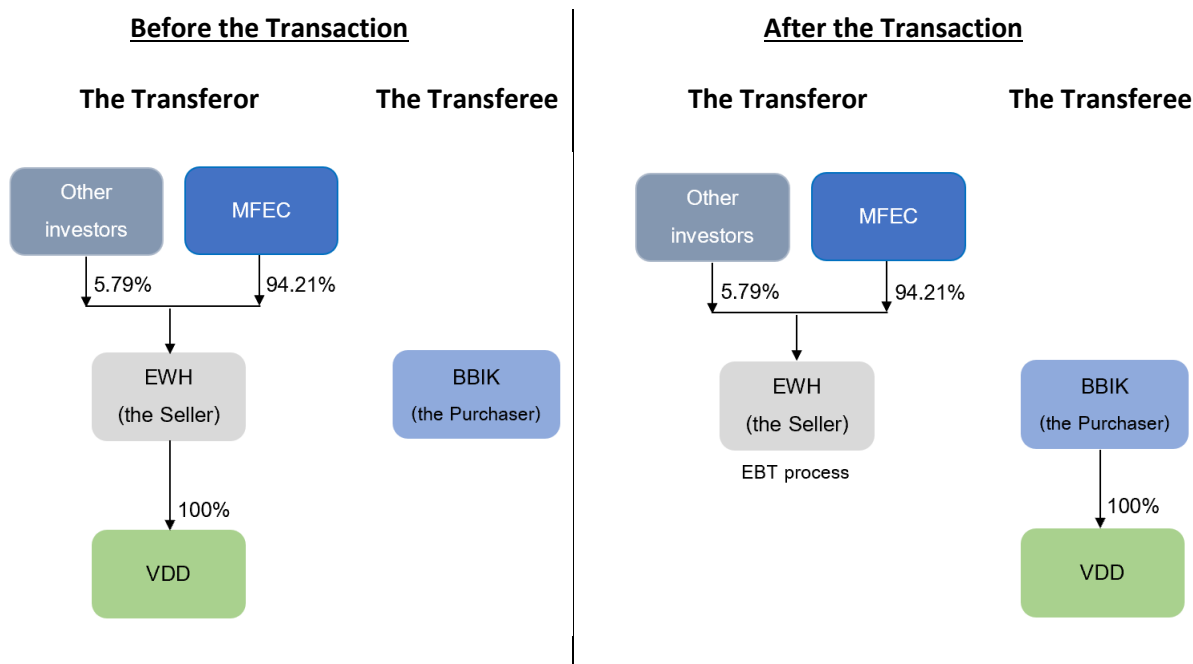 Before the Transaction
The Transferor
The Transferee
Other
investors
MFEC
5.79%
94.21%
EWH
(the Seller)
BBIK
(the Purchaser)
100%
VDD
After the Transaction
The Transferor
The Transferee
Other
investors
MFEC
5.79%
94.21%
EWH
(the Seller)
EBT process
BBIK
(the Purchaser)
100%
VDD